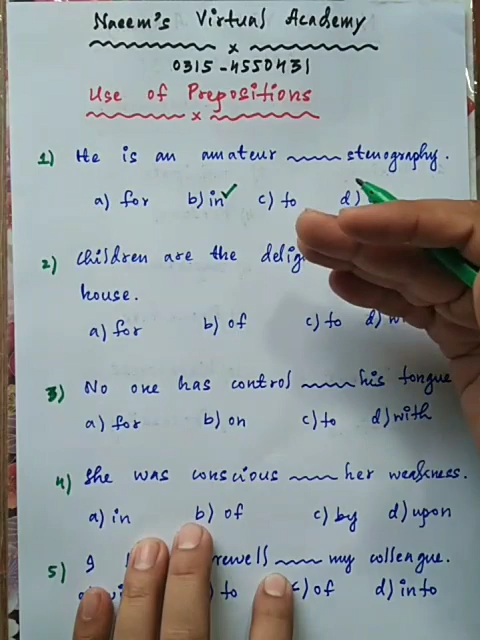 Naeem's Virtual Academy
x
0315-4550431
Use of Prepositions
x
1) He is an amateur ~~~ stenography.
a) for b) in ✓ c) to d)
2) Children are the
house.
a) for b) of c) to d)
3) No one has control ~~~ his tongue
a) for b) on c) to d) with
4) She was conscious ~~~ her weakness.
a) in b) of c) by d) upon
5) I ~~~ my colleague.
to c) of d) into